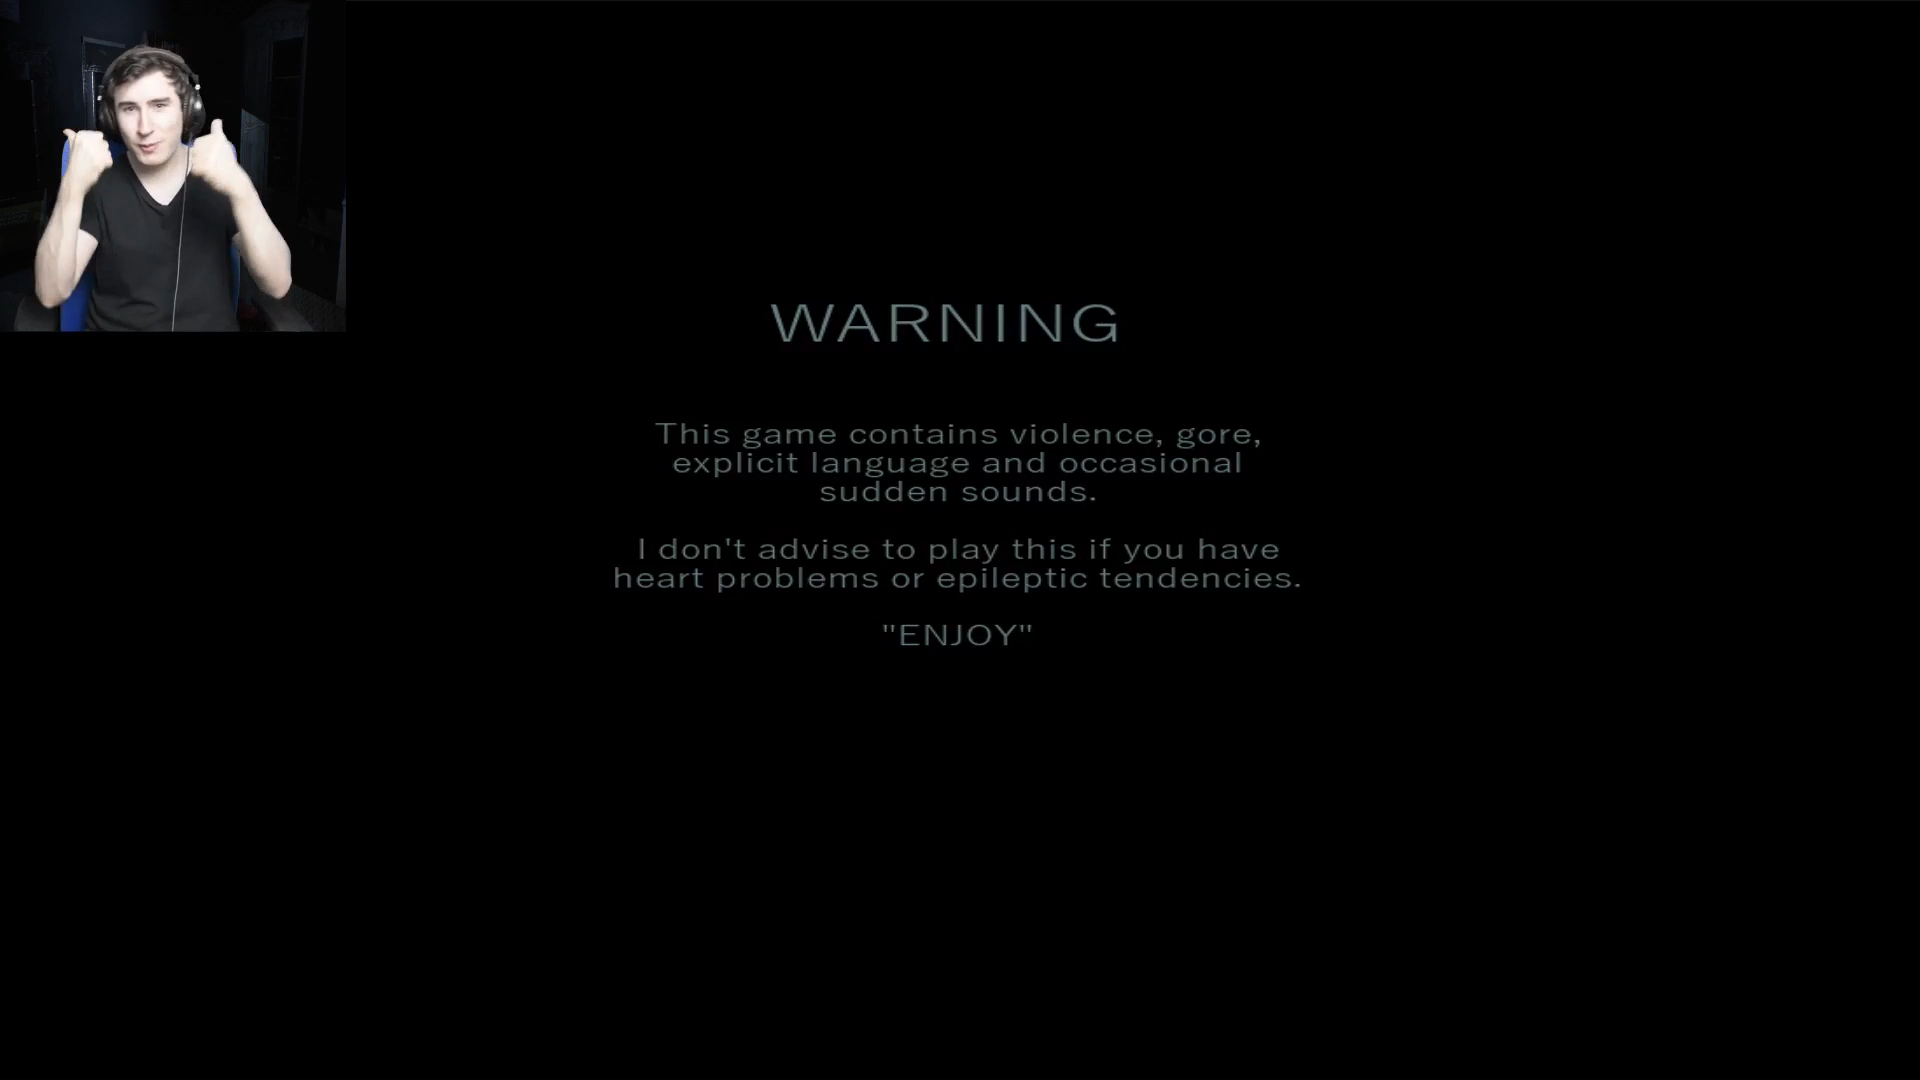 WARNING
This game contains violence, gore,
explicit language and occasional
sudden sounds.
I don't advise to play this if you have
heart problems or epileptic tendencies.
"ENJOY"